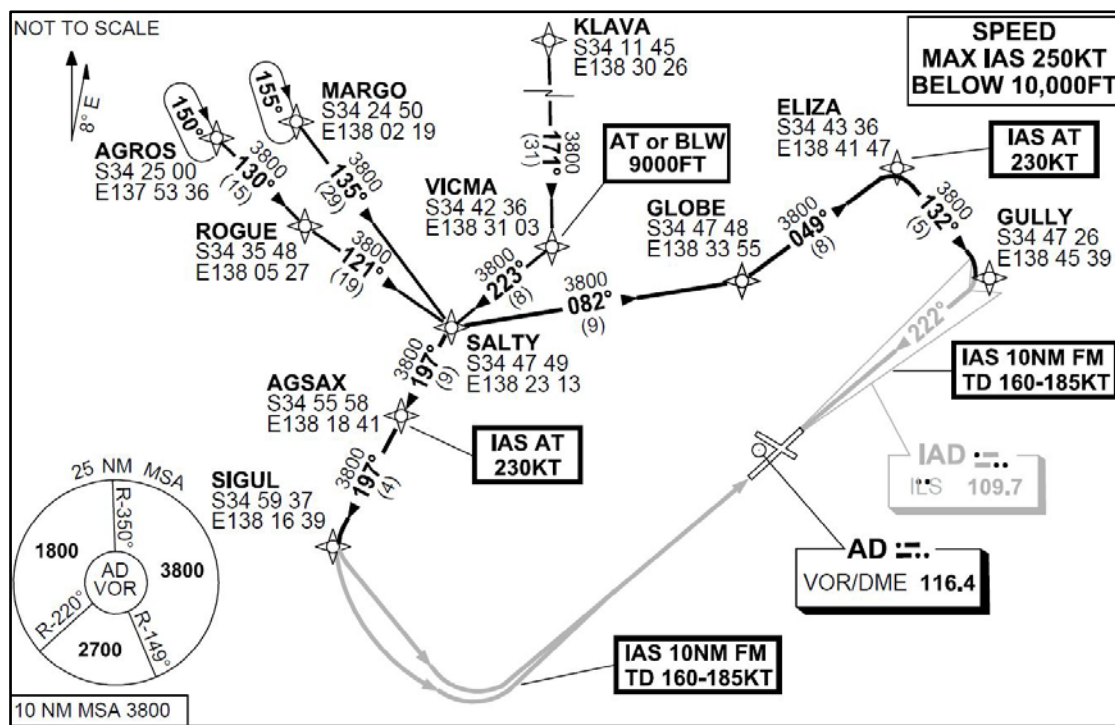 NOT TO SCALE
8° E
KLAVA
S34 11 45
E138 30 26
SPEED
MAX IAS 250KT
BELOW 10,000FT
MARGO
S34 24 50
E138 02 19
155°
150°
AGROS
S34 25 00
E137 53 36
3800
130°
(15)
3800
135°
(29)
3800
171°
(31)
AT or BLW
9000FT
ELIZA
S34 43 36
E138 41 47
IAS AT
230KT
VICMA
S34 42 36
E138 31 03
GLOBE
S34 47 48
E138 33 55
3800
049°
(8)
3800
132°
(5)
GULLY
S34 47 26
E138 45 39
ROGUE
S34 35 48
E138 05 27
3800
121°
(19)
3800
223°
(8)
3800
082°
(9)
222°
SALTY
S34 47 49
E138 23 13
3800
197°
(9)
IAS 10NM FM
TD 160-185KT
AGSAX
S34 55 58
E138 18 41
IAS AT
230KT
IAD
ILS 109.7
SIGUL
S34 59 37
E138 16 39
3800
197°
(4)
AD
VOR/DME 116.4
25 NM MSA
R-350°
1800
AD
VOR
3800
R-220°
R-149°
2700
IAS 10NM FM
TD 160-185KT
10 NM MSA 3800